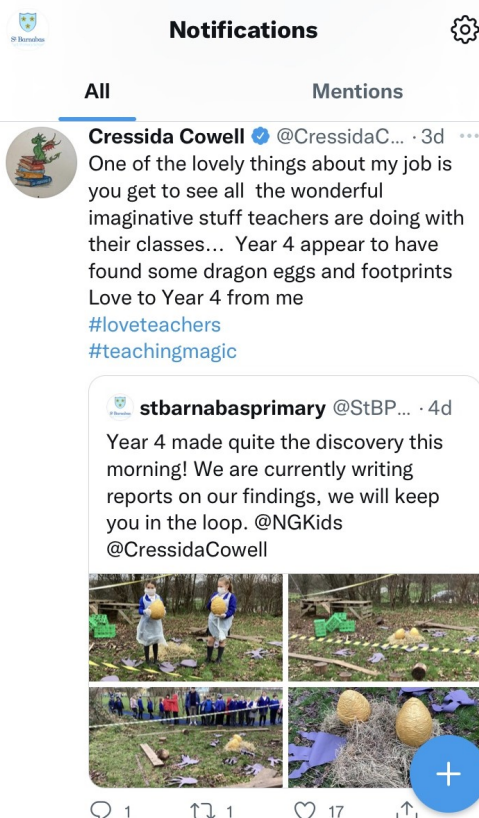 St Barnabas
Notifications
All
Mentions
Cressida Cowell @CressidaC... · 3d
One of the lovely things about my job is
you get to see all the wonderful
imaginative stuff teachers are doing with
their classes... Year 4 appear to have
found some dragon eggs and footprints
Love to Year 4 from me
#loveteachers
#teachingmagic
stbarnabasprimary @StBP... · 4d
Year 4 made quite the discovery this
morning! We are currently writing
reports on our findings, we will keep
you in the loop. @NGKids
@CressidaCowell
1
1
17